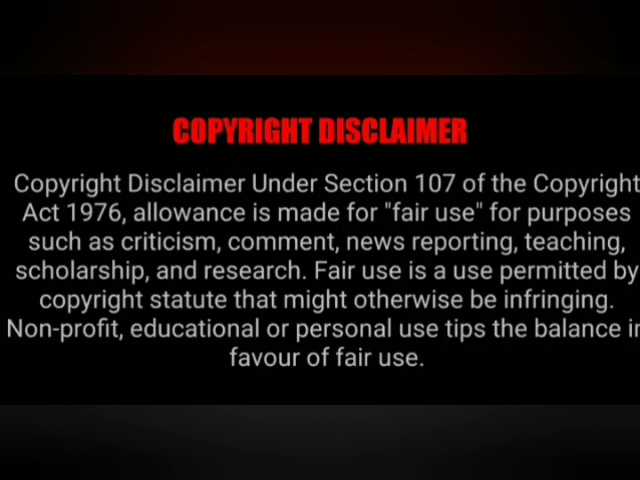 COPYRIGHT DISCLAIMER
Copyright Disclaimer Under Section 107 of the Copyright
Act 1976, allowance is made for "fair use" for purposes
such as criticism, comment, news reporting, teaching,
scholarship, and research. Fair use is a use permitted by
copyright statute that might otherwise be infringing.
Non-profit, educational or personal use tips the balance in
favour of fair use.